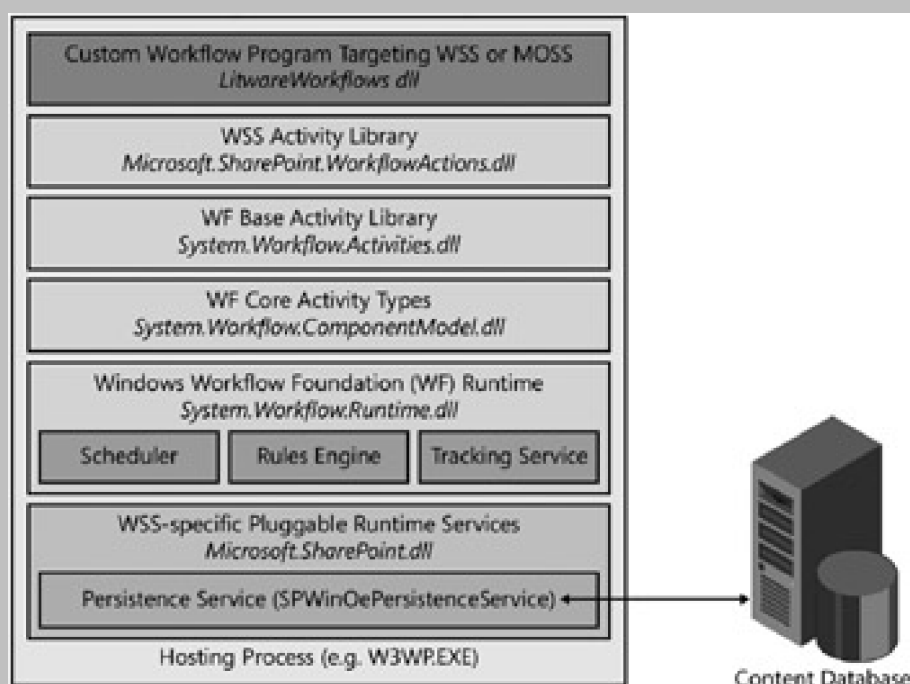 Custom Workflow Program Targeting WSS or MOSS
LitwareWorkflows dll
WSS Activity Library
Microsoft.SharePoint.WorkflowActions.dll
WF Base Activity Library
System.Workflow.Activities.dll
WF Core Activity Types
System.Workflow.ComponentModel.dll
Windows Workflow Foundation (WF) Runtime
System.Workflow.Runtime.dll
Scheduler
Rules Engine
Tracking Service
WSS-specific Pluggable Runtime Services
Microsoft.SharePoint.dll
Persistence Service (SPWinOePersistenceService)
Hosting Process (e.g. W3WP.EXE)
Content Database